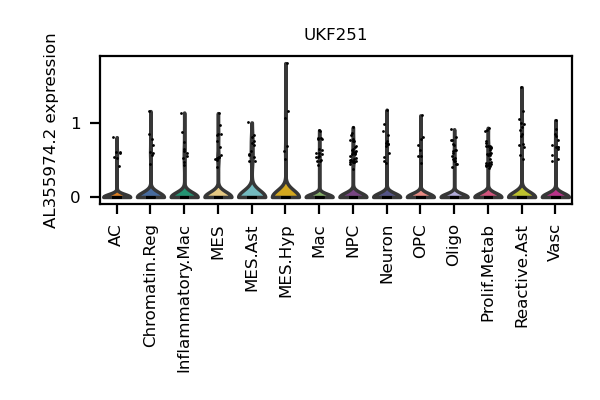 UKF251
AL355974.2 expression
1
0
AC
Chromatin.Reg
Inflammatory.Mac
MES
MES.Ast
MES.Hyp
Mac
NPC
Neuron
OPC
Oligo
Prolif.Metab
Reactive.Ast
Vasc